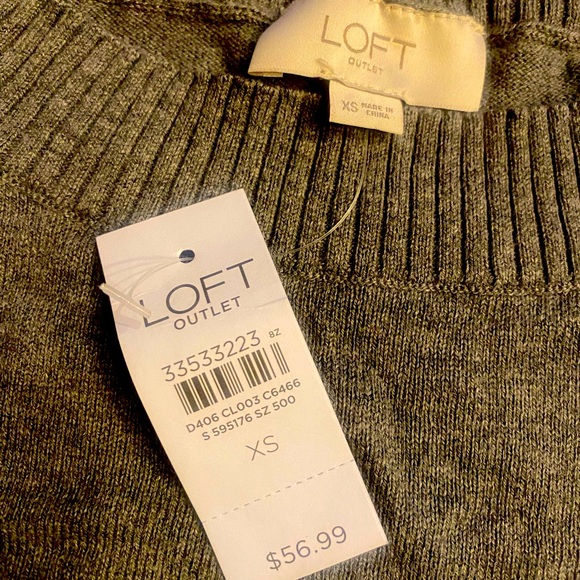 LOFT
OUTLET
XS MADE IN
CHINA
LOFT
OUTLET
33533223 8Z
D406 CL003 C6466
S 595176 SZ 500
XS
$56.99